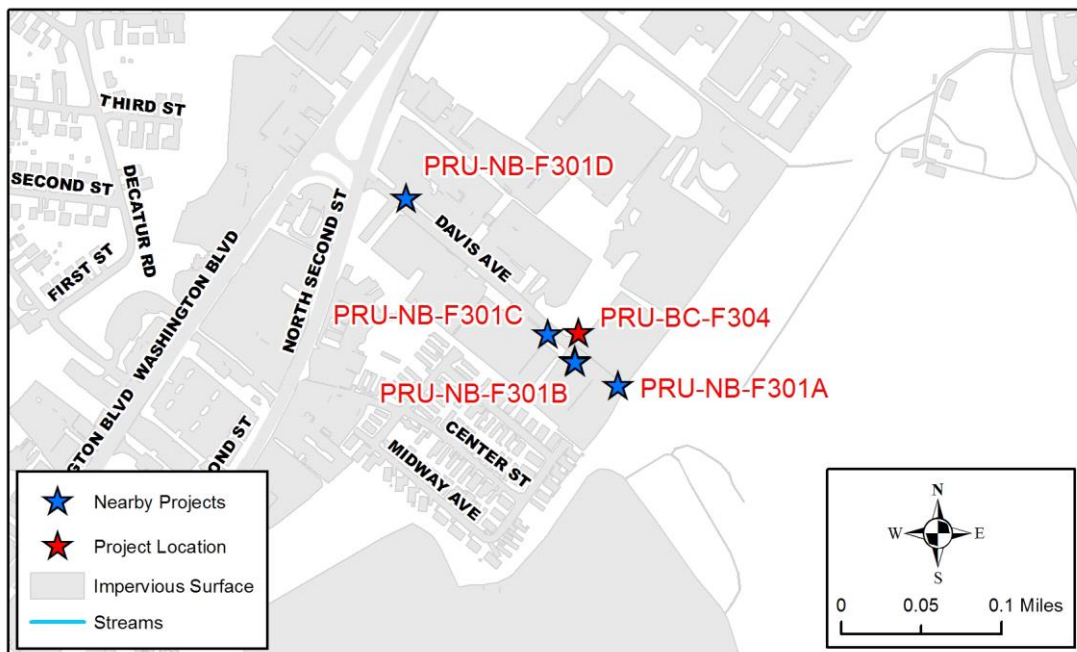 THIRD ST
SECOND ST
DECATUR RD
FIRST ST
WASHINGTON BLVD
NORTH SECOND ST
PRU-NB-F301D
DAVIS AVE
PRU-NB-F301C
PRU-BC-F304
PRU-NB-F301B
PRU-NB-F301A
CENTER ST
MIDWAY AVE
GTON BLVD
OND ST
Nearby Projects
Project Location
Impervious Surface
Streams
N
W E
S
0 0.05 0.1 Miles